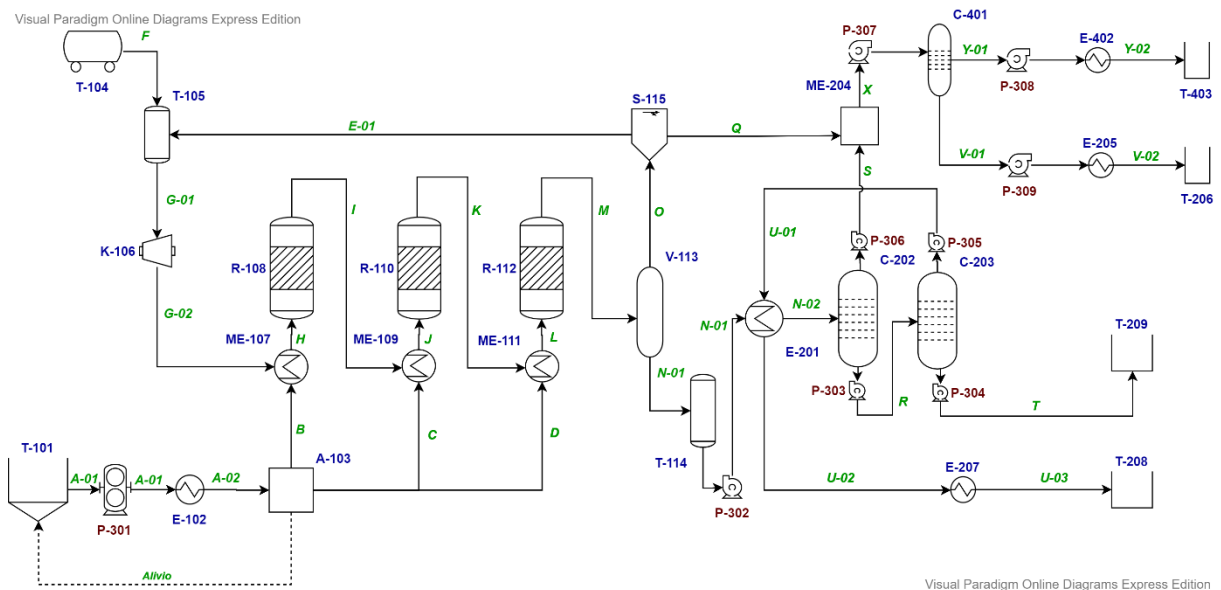 Visual Paradigm Online Diagrams Express Edition
F
T-104
T-105
E-01
S-115
Q
P-307
ME-204
X
C-401
Y-01
P-308
E-402
Y-02
T-403
V-01
P-309
E-205
V-02
T-206
S
G-01
K-106
G-02
I
K
M
O
U-01
P-306
P-305
R-108
R-110
R-112
V-113
C-202
C-203
N-02
N-01
E-201
T-209
ME-107
H
ME-109
J
ME-111
L
N-01
P-303
R
P-304
T
B
C
D
T-101
A-01
A-01
A-02
A-103
P-301
E-102
T-114
P-302
U-02
E-207
U-03
T-208
Alivio
Visual Paradigm Online Diagrams Express Edition